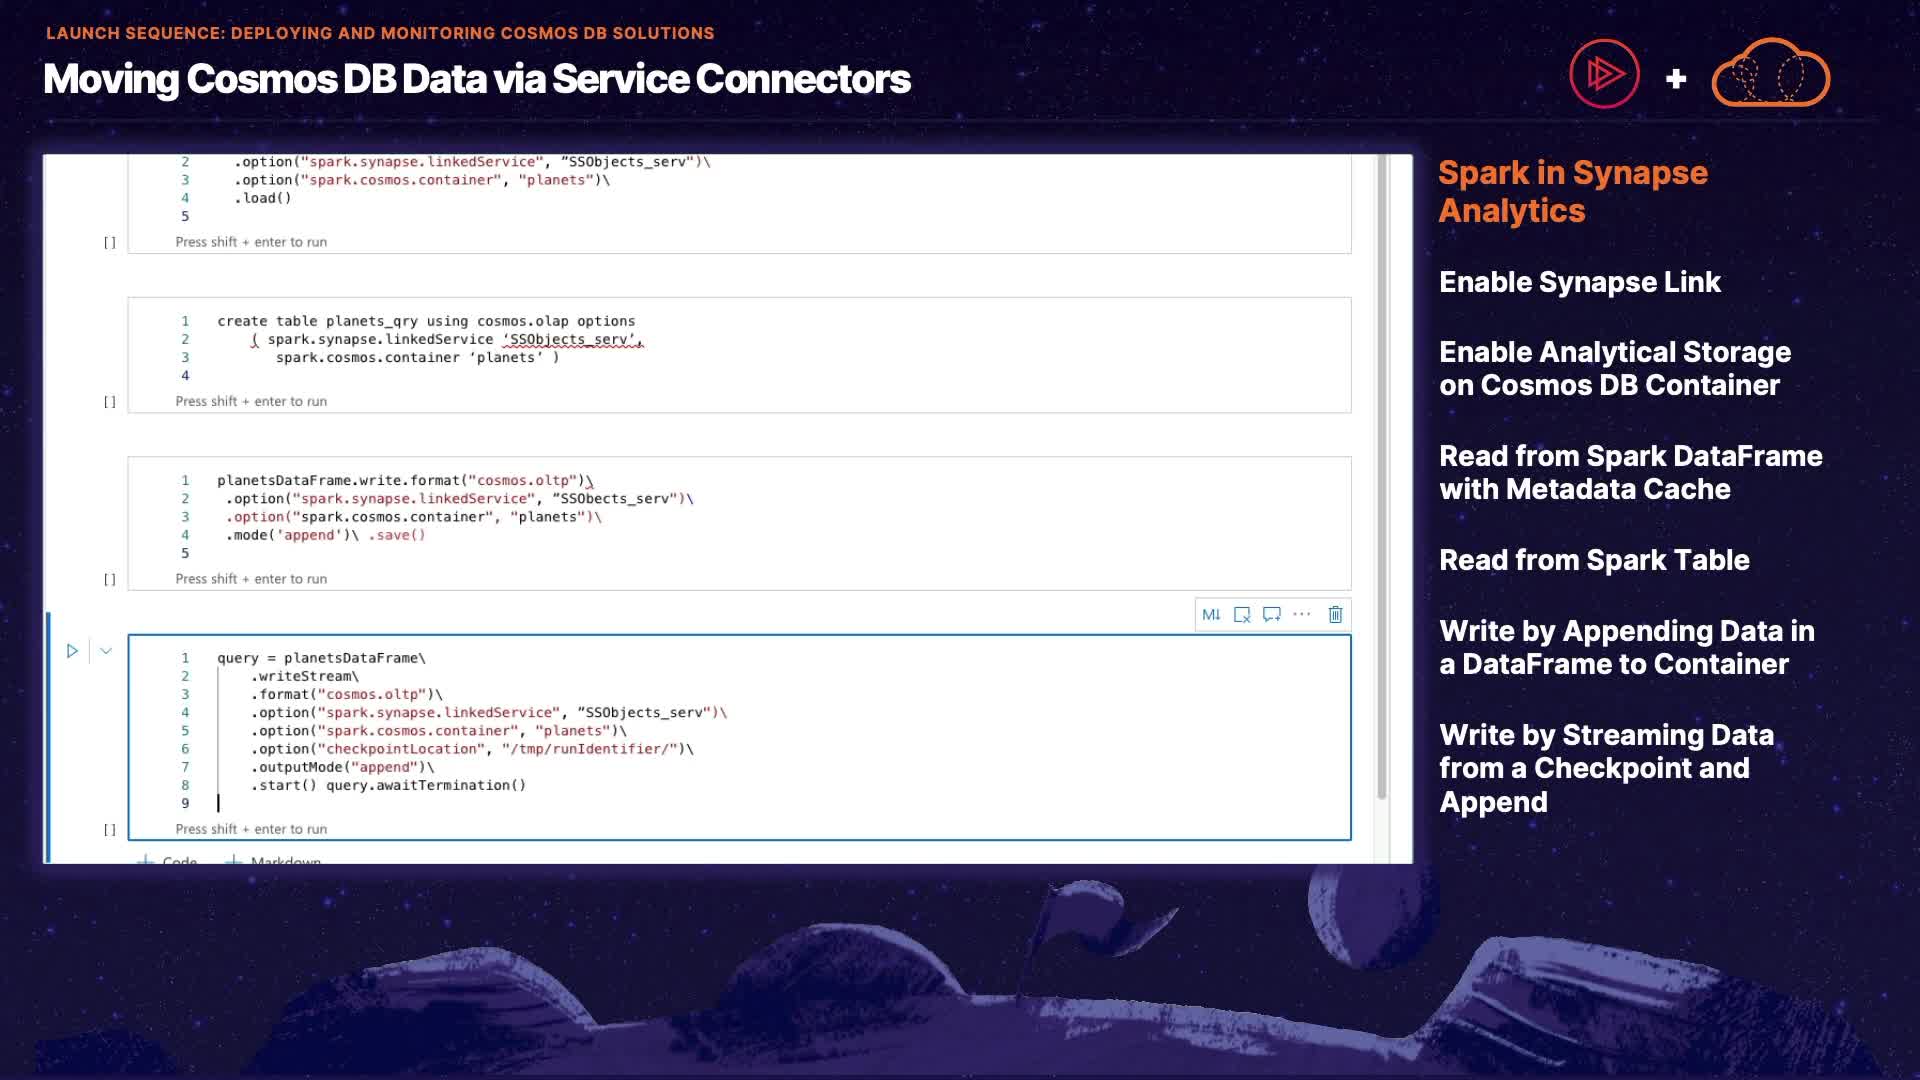 LAUNCH SEQUENCE: DEPLOYING AND MONITORING COSMOS DB SOLUTIONS
Moving Cosmos DB Data via Service Connectors
+
2 .option("spark.synapse.linkedService", ”SSObjects_serv")\
3 .option("spark.cosmos.container", "planets")\
4 .load()
5
[ ] Press shift + enter to run
1 create table planets_qry using cosmos.olap options
2 ( spark.synapse.linkedService ‘SSObjects_serv’,
3 spark.cosmos.container ‘planets’ )
4
[ ] Press shift + enter to run
1 planetsDataFrame.write.format("cosmos.oltp")\
2 .option("spark.synapse.linkedService", ”SSObects_serv")\
3 .option("spark.cosmos.container", "planets")\
4 .mode('append')\ .save()
5
[ ] Press shift + enter to run
M↓ ···
1 query = planetsDataFrame\
2 .writeStream\
3 .format("cosmos.oltp")\
4 .option("spark.synapse.linkedService", ”SSObjects_serv")\
5 .option("spark.cosmos.container", "planets")\
6 .option("checkpointLocation", "/tmp/runIdentifier/")\
7 .outputMode("append")\
8 .start() query.awaitTermination()
9
[ ] Press shift + enter to run
+ Code + Markdown
Spark in Synapse
Analytics
Enable Synapse Link
Enable Analytical Storage
on Cosmos DB Container
Read from Spark DataFrame
with Metadata Cache
Read from Spark Table
Write by Appending Data in
a DataFrame to Container
Write by Streaming Data
from a Checkpoint and
Append